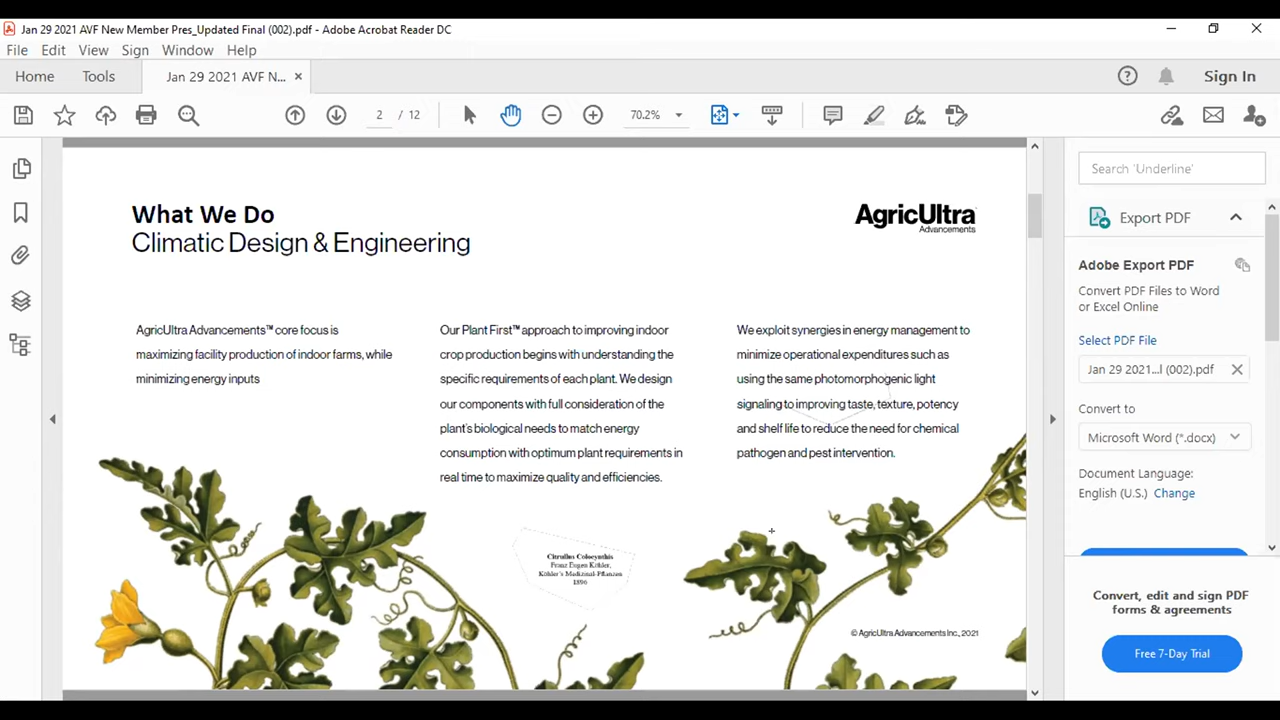 Jan 29 2021 AVF New Member Pres_Updated Final (002).pdf - Adobe Acrobat Reader DC
File Edit View Sign Window Help
Home Tools Jan 29 2021 AVF N... × Sign In
2 / 12 70.2%
Search 'Underline'
What We Do
Climatic Design & Engineering
AgricUltra
Advancements
AgricUltra Advancements™ core focus is
maximizing facility production of indoor farms, while
minimizing energy inputs
Our Plant First™ approach to improving indoor
crop production begins with understanding the
specific requirements of each plant. We design
our components with full consideration of the
plant's biological needs to match energy
consumption with optimum plant requirements in
real time to maximize quality and efficiencies.
We exploit synergies in energy management to
minimize operational expenditures such as
using the same photomorphogenic light
signaling to improving taste, texture, potency
and shelf life to reduce the need for chemical
pathogen and pest intervention.
Citrullus Colocynthis
Franz Eugen Köhler,
Köhler's Medizinal-Pflanzen
1896
© AgricUltra Advancements Inc., 2021
Export PDF
Adobe Export PDF
Convert PDF Files to Word
or Excel Online
Select PDF File
Jan 29 2021...l (002).pdf
Convert to
Microsoft Word (*.docx)
Document Language:
English (U.S.) Change
Convert, edit and sign PDF
forms & agreements
Free 7-Day Trial